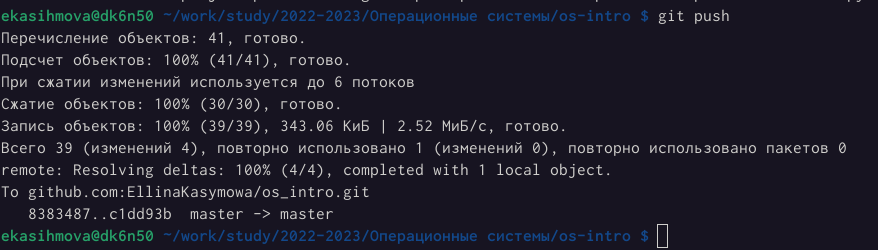 ekasihmova@dk6n50 ~/work/study/2022-2023/Операционные системы/os-intro $ git push
Перечисление объектов: 41, готово.
Подсчет объектов: 100% (41/41), готово.
При сжатии изменений используется до 6 потоков
Сжатие объектов: 100% (30/30), готово.
Запись объектов: 100% (39/39), 343.06 КиБ | 2.52 МиБ/с, готово.
Всего 39 (изменений 4), повторно использовано 1 (изменений 0), повторно использовано пакетов 0
remote: Resolving deltas: 100% (4/4), completed with 1 local object.
To github.com:EllinaKasymowa/os_intro.git
   8383487..c1dd93b  master -> master
ekasihmova@dk6n50 ~/work/study/2022-2023/Операционные системы/os-intro $